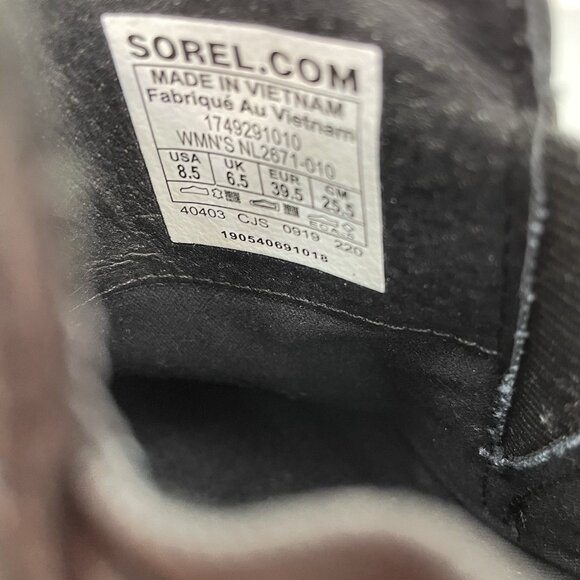 SOREL.COM
MADE IN VIETNAM
Fabriqué Au Vietnam
1749291010
WMN'S NL2671-010
USA UK EUR CM
8.5 6.5 39.5 25.5
40403 CJS 0919 220
190540691018